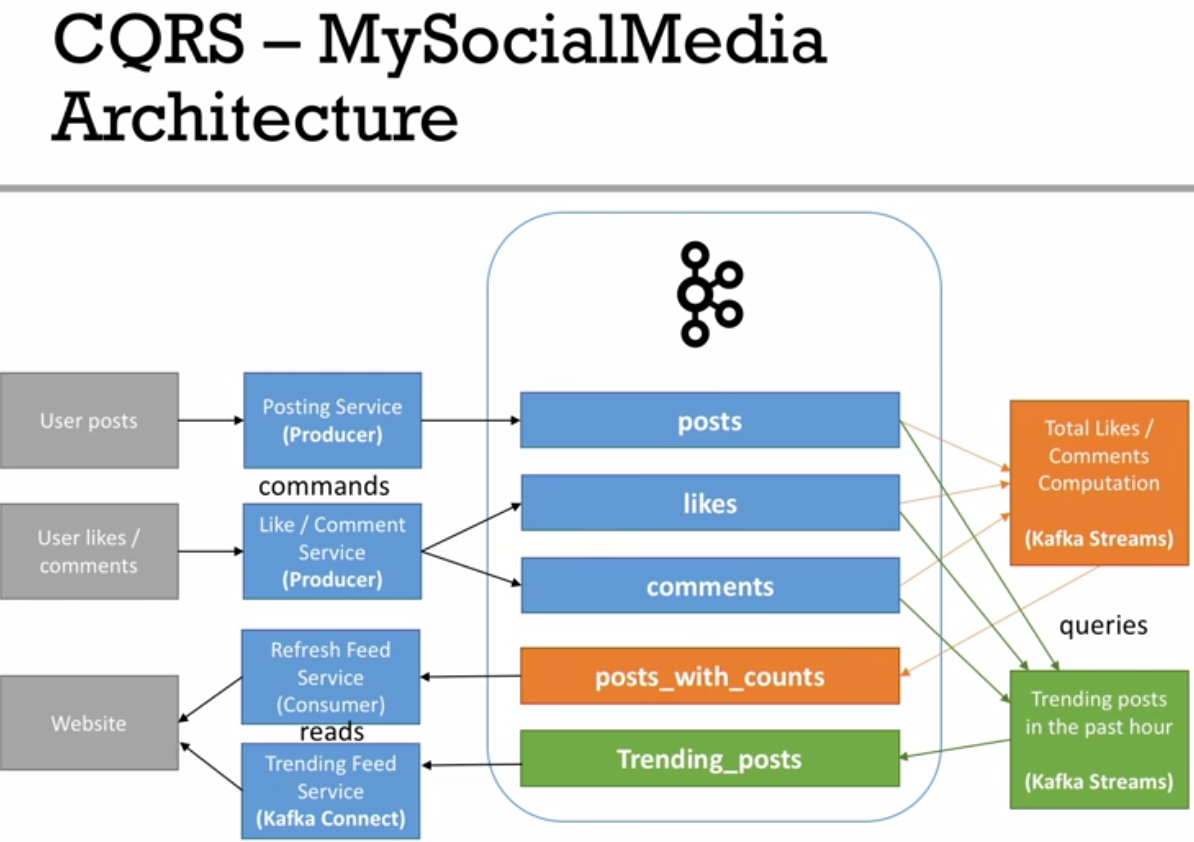 CQRS – MySocialMedia
Architecture
User posts
Posting Service
(Producer)
commands
User likes /
comments
Like / Comment
Service
(Producer)
Website
Refresh Feed
Service
(Consumer)
reads
Trending Feed
Service
(Kafka Connect)
posts
likes
comments
posts_with_counts
Trending_posts
Total Likes /
Comments
Computation
(Kafka Streams)
queries
Trending posts
in the past hour
(Kafka Streams)